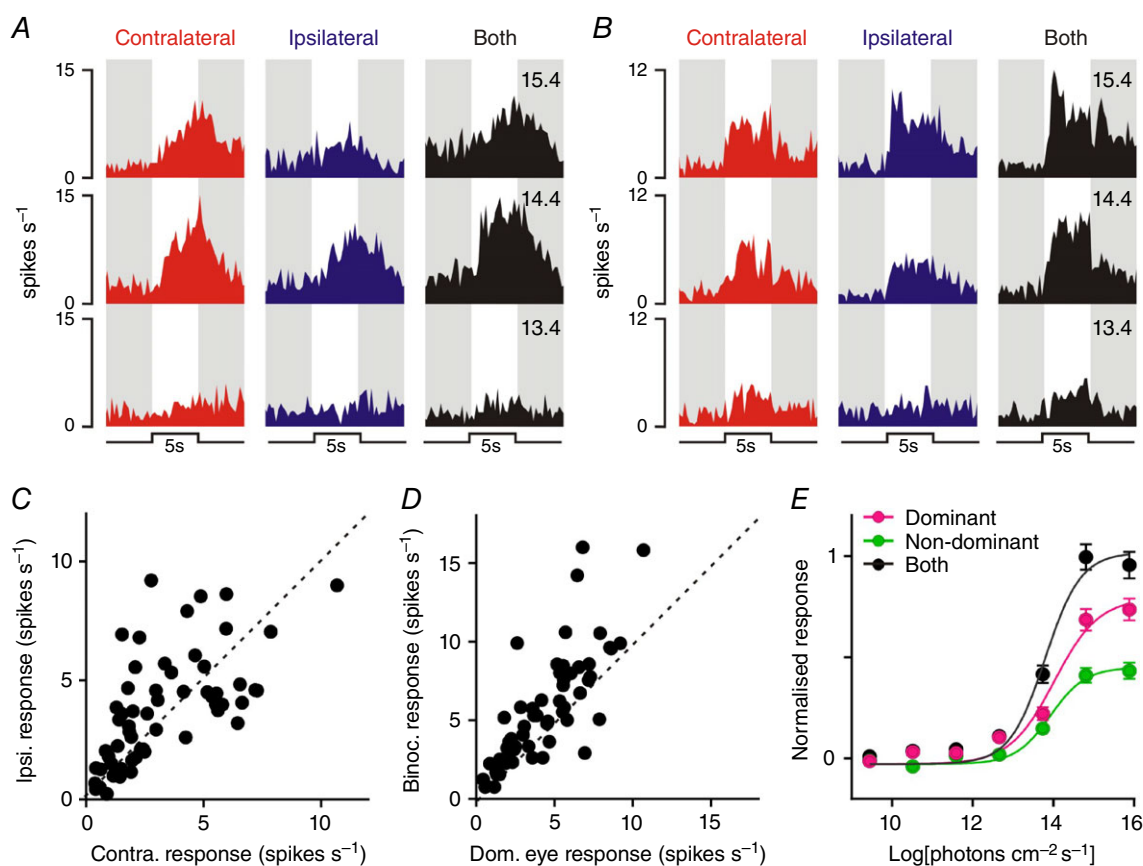 A
Contralateral
Ipsilateral
Both
15
0
15.4
15
0
14.4
15
0
13.4
spikes s⁻¹
5s
5s
5s
B
Contralateral
Ipsilateral
Both
12
0
15.4
12
0
14.4
12
0
13.4
spikes s⁻¹
5s
5s
5s
C
Ipsi. response (spikes s⁻¹)
10
5
0
0
5
10
Contra. response (spikes s⁻¹)
D
Binoc. response (spikes s⁻¹)
15
10
5
0
0
5
10
15
Dom. eye response (spikes s⁻¹)
E
Dominant
Non-dominant
Both
Normalised response
1
0
10
12
14
16
Log[photons cm⁻² s⁻¹]